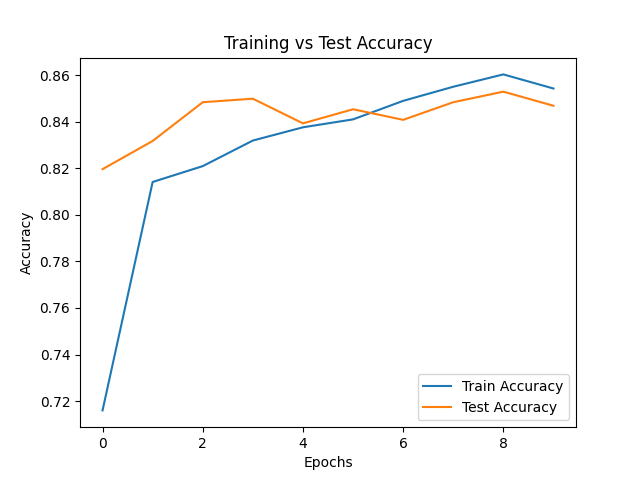 Training vs Test Accuracy
0.86
0.84
0.82
0.80
0.78
0.76
0.74
0.72
Accuracy
Train Accuracy
Test Accuracy
0 2 4 6 8
Epochs